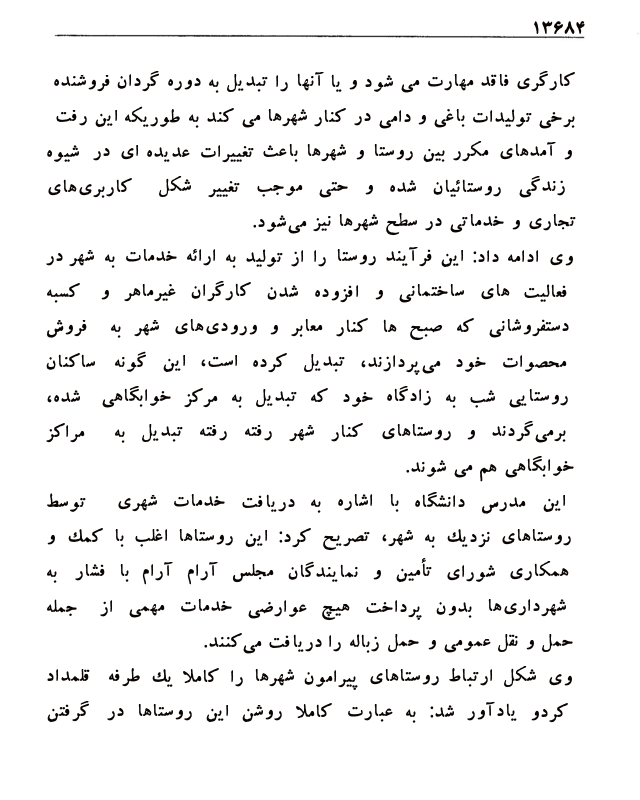 ۱۳۶۸۴
کارگری فاقد مهارت می شود و یا آنها را تبدیل به دوره گردان فروشنده
برخی تولیدات باغی و دامی در کنار شهرها می کند به طوریکه این رفت
و آمدهای مکرر بین روستا و شهرها باعث تغییرات عدیده ای در شیوه
زندگی روستائیان شده و حتی موجب تغییر شکل کاربری‌های
تجاری و خدماتی در سطح شهرها نیز می‌شود.
وی ادامه داد: این فرآیند روستا را از تولید به ارائه خدمات به شهر در
فعالیت های ساختمانی و افزوده شدن کارگران غیرماهر و کسبه
دستفروشانی که صبح ها کنار معابر و ورودی‌های شهر به فروش
محصوات خود می‌پردازند، تبدیل کرده است، این گونه ساکنان
روستایی شب به زادگاه خود که تبدیل به مرکز خوابگاهی شده،
برمی‌گردند و روستاهای کنار شهر رفته رفته تبدیل به مراکز
خوابگاهی هم می شوند.
این مدرس دانشگاه با اشاره به دریافت خدمات شهری توسط
روستاهای نزدیك به شهر، تصریح کرد: این روستاها اغلب با کمك و
همکاری شورای تأمین و نمایندگان مجلس آرام آرام با فشار به
شهرداری‌ها بدون پرداخت هیچ عوارضی خدمات مهمی از جمله
حمل و نقل عمومی و حمل زباله را دریافت می‌کنند.
وی شکل ارتباط روستاهای پیرامون شهرها را کاملا یك طرفه قلمداد
کردو یادآور شد: به عبارت کاملا روشن این روستاها در گرفتن